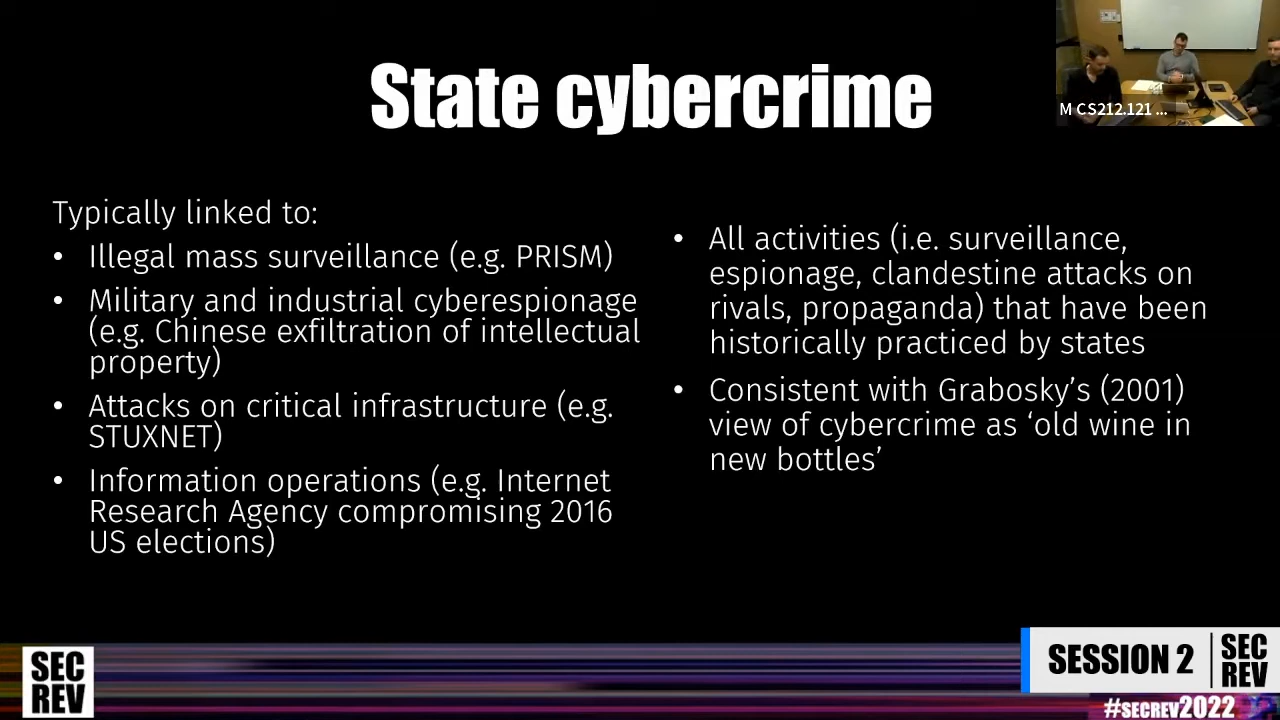 State cybercrime
M CS212.121 ...
Typically linked to:
• Illegal mass surveillance (e.g. PRISM)
• Military and industrial cyberespionage
(e.g. Chinese exfiltration of intellectual
property)
• Attacks on critical infrastructure (e.g.
STUXNET)
• Information operations (e.g. Internet
Research Agency compromising 2016
US elections)
• All activities (i.e. surveillance,
espionage, clandestine attacks on
rivals, propaganda) that have been
historically practiced by states
• Consistent with Grabosky’s (2001)
view of cybercrime as ‘old wine in
new bottles’
SEC
REV
SESSION 2
SEC
REV
#SECREV2022